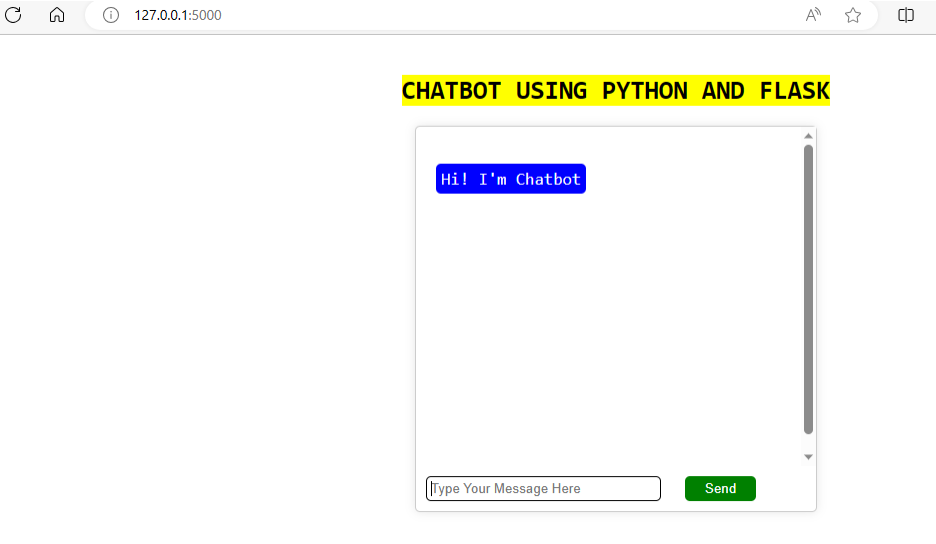 127.0.0.1:5000
CHATBOT USING PYTHON AND FLASK
Hi! I'm Chatbot
Type Your Message Here
Send